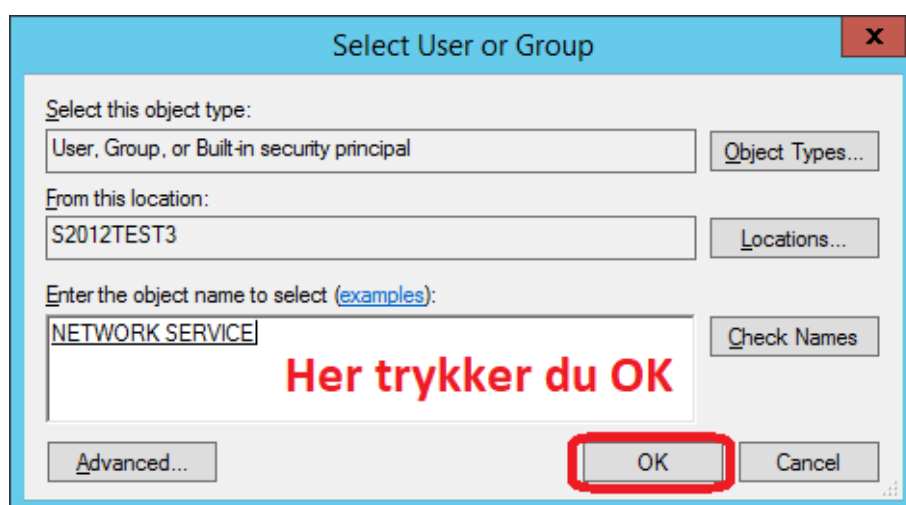 Select User or Group
x
Select this object type:
User, Group, or Built-in security principal
Object Types...
From this location:
S2012TEST3
Locations...
Enter the object name to select (examples):
NETWORK SERVICE
Check Names
Her trykker du OK
Advanced...
OK
Cancel